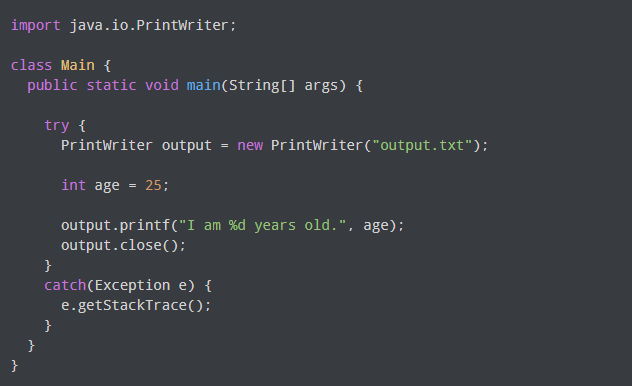 import java.io.PrintWriter;
class Main {
public static void main(String[] args) {
try {
PrintWriter output = new PrintWriter("output.txt");
int age = 25;
output.printf("I am %d years old.", age);
output.close();
}
catch(Exception e) {
e.getStackTrace();
}
}
}